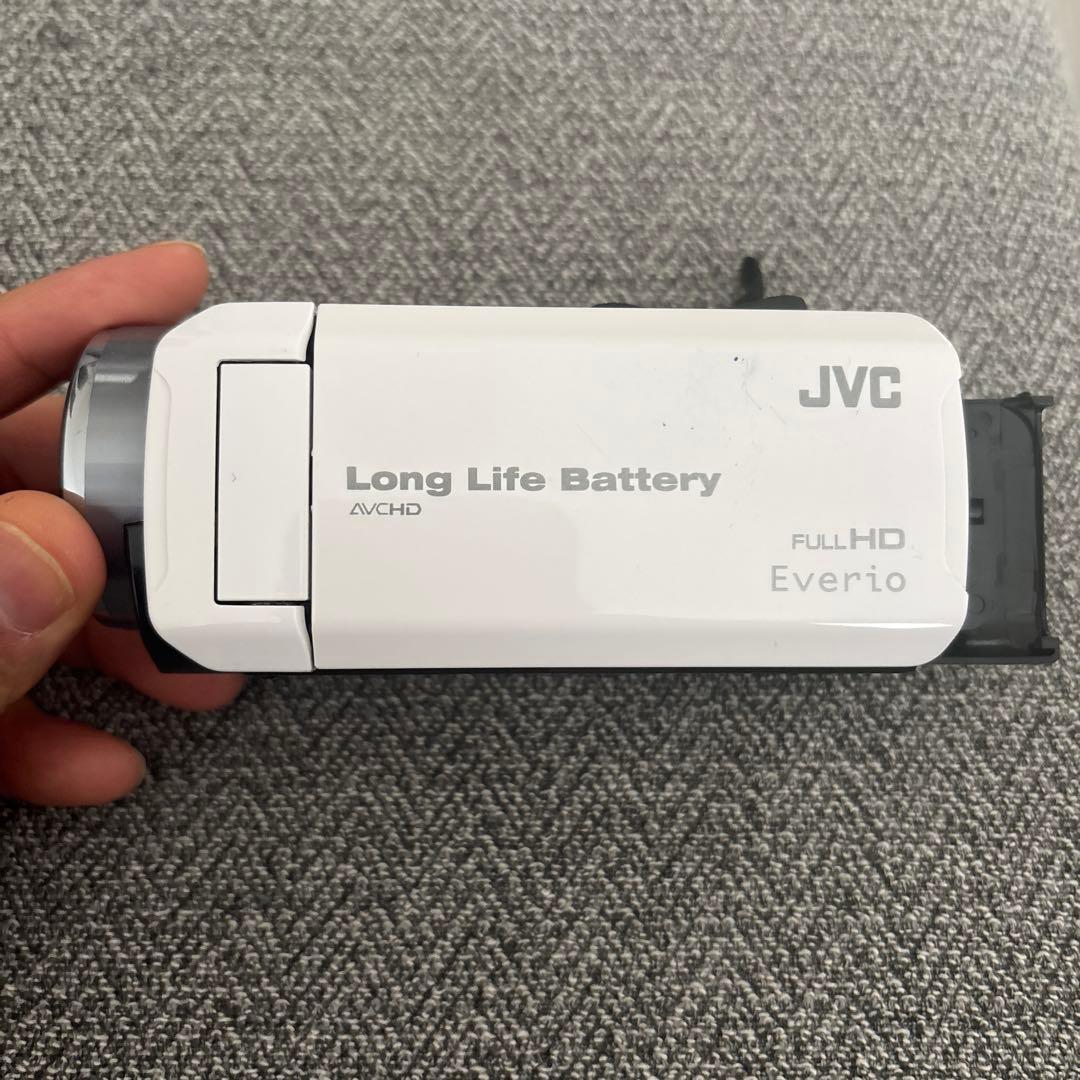 JVC
Long Life Battery
AVCHD
FULL HD
Everio